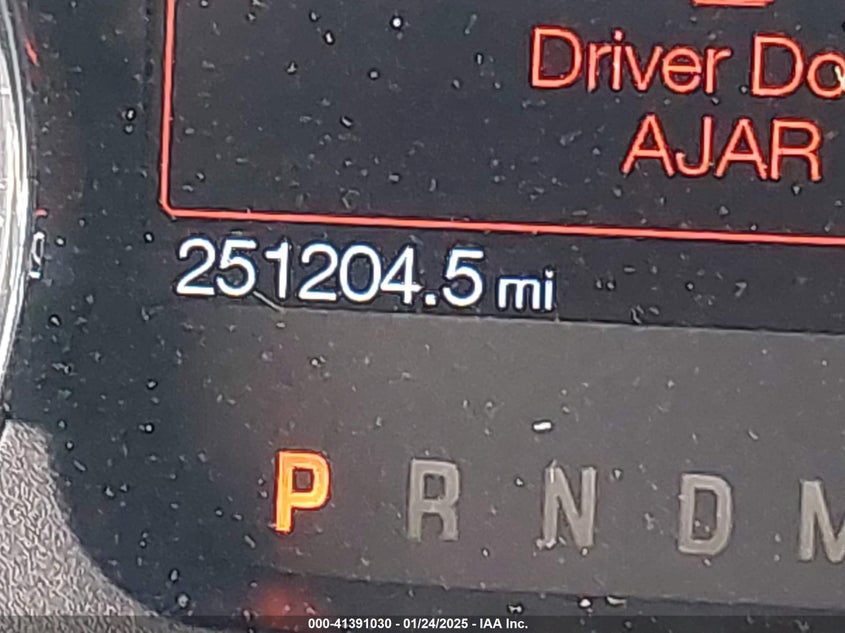 Driver Do
AJAR
251204.5 mi
P R N D M
000-41391030 - 01/24/2025 - IAA Inc.